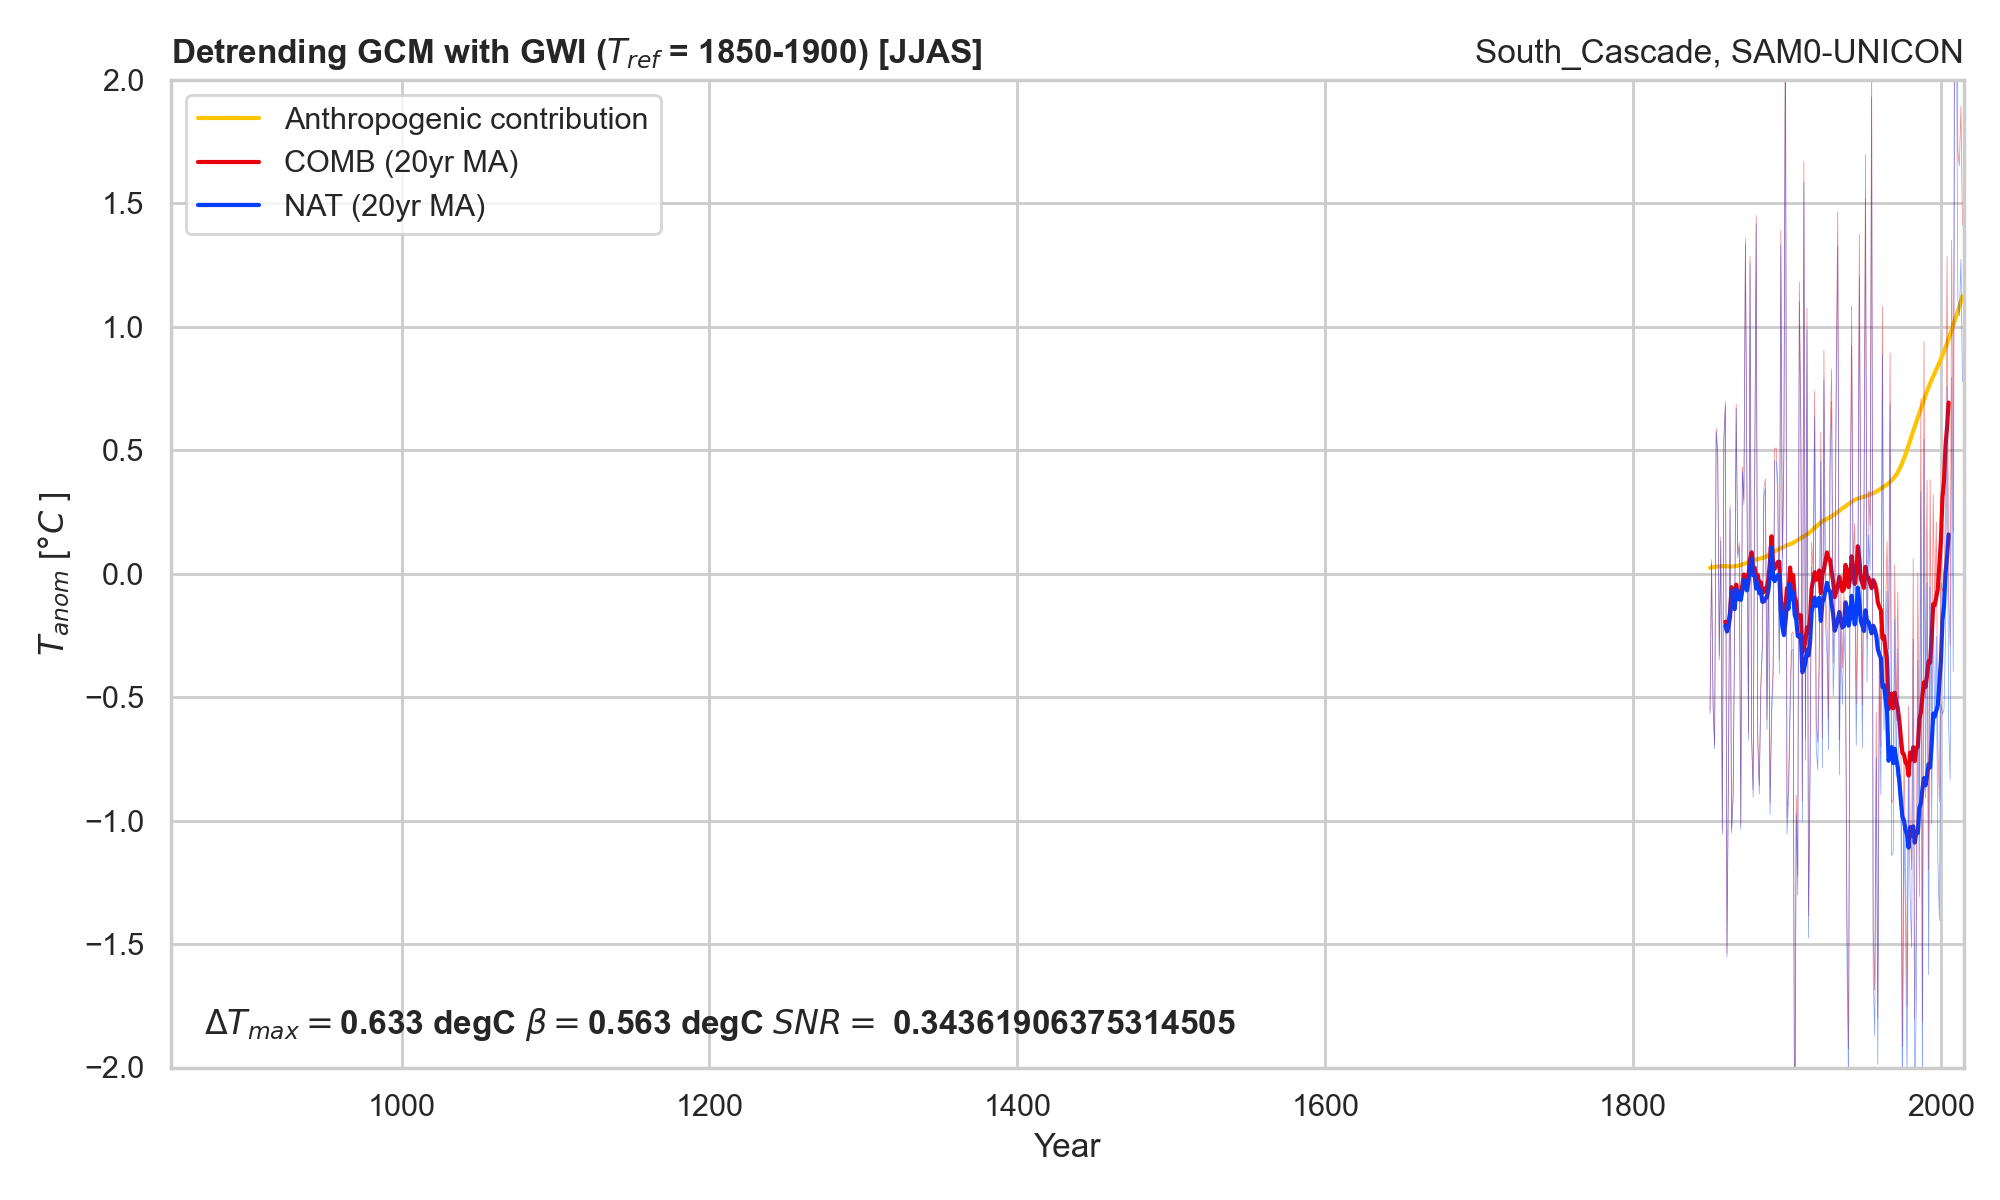 Detrending GCM with GWI (T_ref = 1850-1900) [JJAS]
South_Cascade, SAM0-UNICON
2.0
1.5
1.0
0.5
0.0
−0.5
−1.0
−1.5
−2.0
T_anom [°C ]
Anthropogenic contribution
COMB (20yr MA)
NAT (20yr MA)
ΔT_max = 0.633 degC β = 0.563 degC SNR = 0.34361906375314505
1000 1200 1400 1600 1800 2000
Year